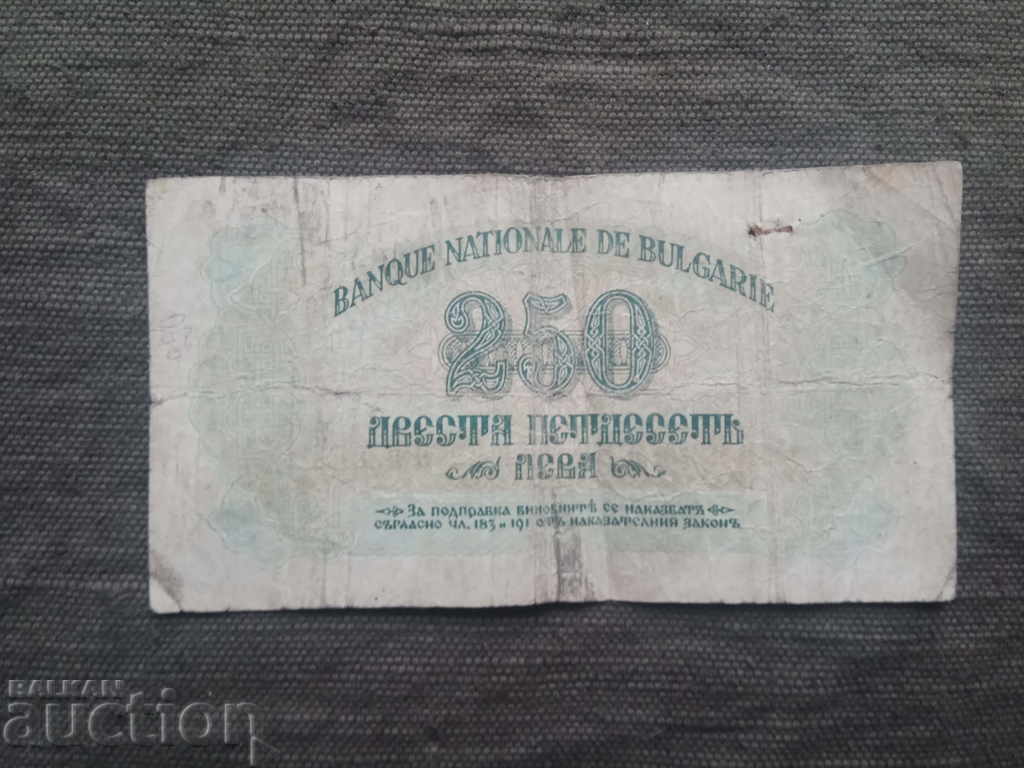 BANQUE NATIONALE DE BULGARIE
250
ДВЕСТА ПЕТДЕСЕТЬ
ЛЕВА
ЗА ПОДПРАВКА ВИНОВНИТѢ СЕ НАКАЗВАТЪ
СЪГЛАСНО ЧЛ. 183 И 191 ОТЪ НАКАЗАТЕЛНИЯ ЗАКОНЪ
BALKAN
auction